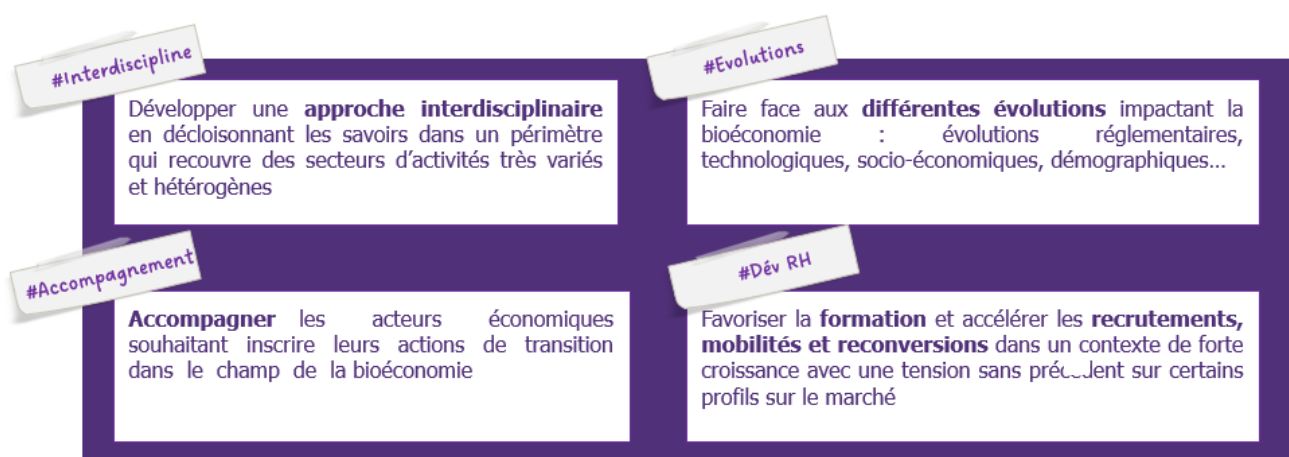 #Interdiscipline
Développer une approche interdisciplinaire
en décloisonnant les savoirs dans un périmètre
qui recouvre des secteurs d'activités très variés
et hétérogènes
#Evolutions
Faire face aux différentes évolutions impactant la
bioéconomie : évolutions réglementaires,
technologiques, socio-économiques, démographiques...
#Accompagnement
Accompagner les acteurs économiques
souhaitant inscrire leurs actions de transition
dans le champ de la bioéconomie
#Dév RH
Favoriser la formation et accélérer les recrutements,
mobilités et reconversions dans un contexte de forte
croissance avec une tension sans précédent sur certains
profils sur le marché